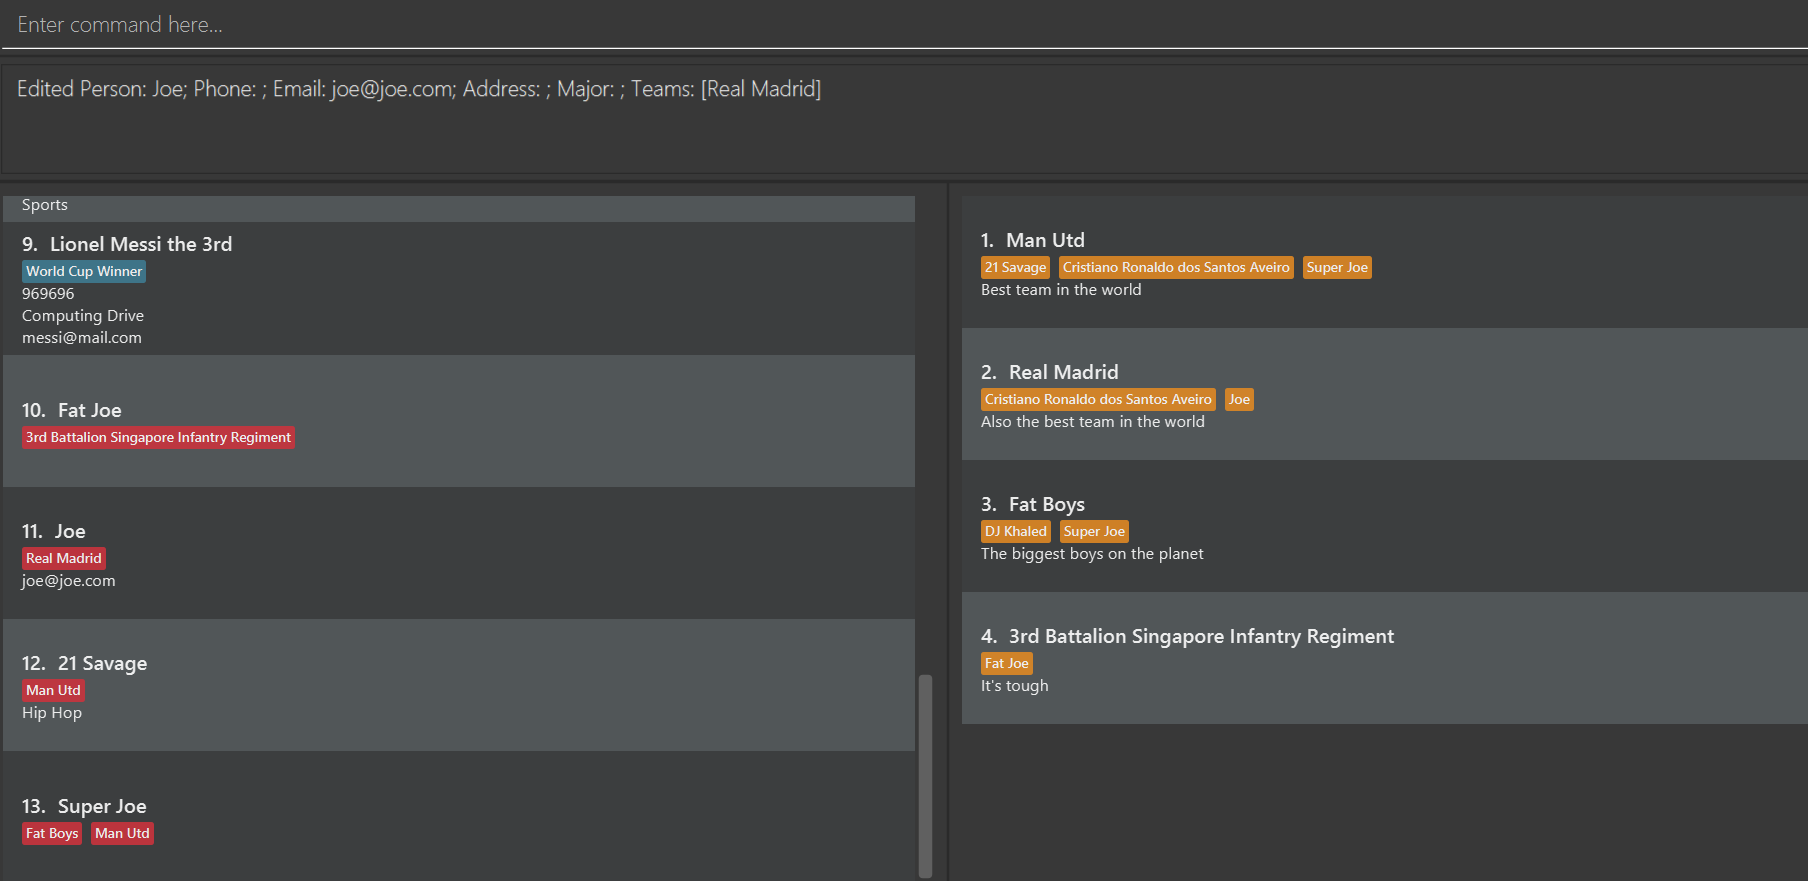 Enter command here...
Edited Person: Joe; Phone: ; Email: joe@joe.com; Address: ; Major: ; Teams: [Real Madrid]
Sports
9. Lionel Messi the 3rd
World Cup Winner
969696
Computing Drive
messi@mail.com
10. Fat Joe
3rd Battalion Singapore Infantry Regiment
11. Joe
Real Madrid
joe@joe.com
12. 21 Savage
Man Utd
Hip Hop
13. Super Joe
Fat Boys Man Utd
1. Man Utd
21 Savage Cristiano Ronaldo dos Santos Aveiro Super Joe
Best team in the world
2. Real Madrid
Cristiano Ronaldo dos Santos Aveiro Joe
Also the best team in the world
3. Fat Boys
DJ Khaled Super Joe
The biggest boys on the planet
4. 3rd Battalion Singapore Infantry Regiment
Fat Joe
It's tough